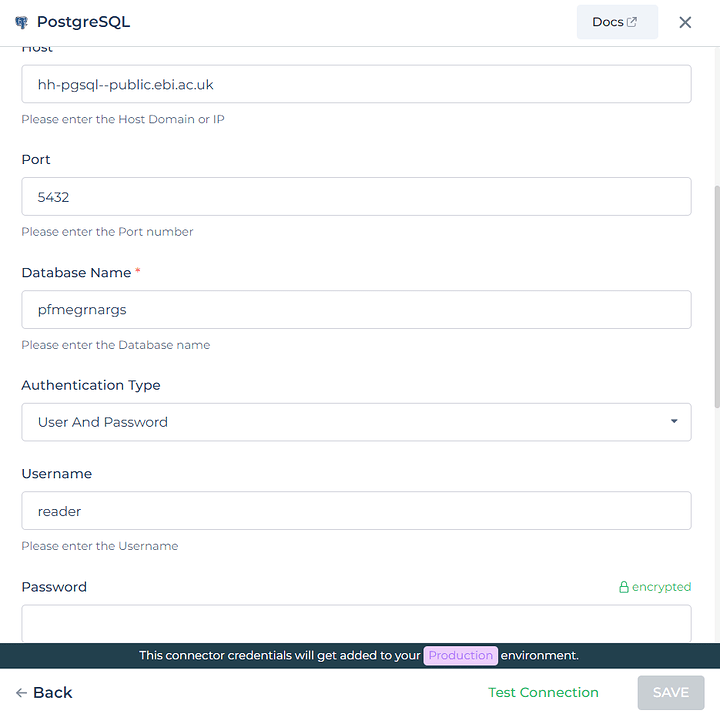 PostgreSQL
Docs
Host
hh-pgsql--public.ebi.ac.uk
Please enter the Host Domain or IP
Port
5432
Please enter the Port number
Database Name *
pfmegrnargs
Please enter the Database name
Authentication Type
User And Password
Username
reader
Please enter the Username
Password
encrypted
This connector credentials will get added to your Production environment.
Back
Test Connection
SAVE